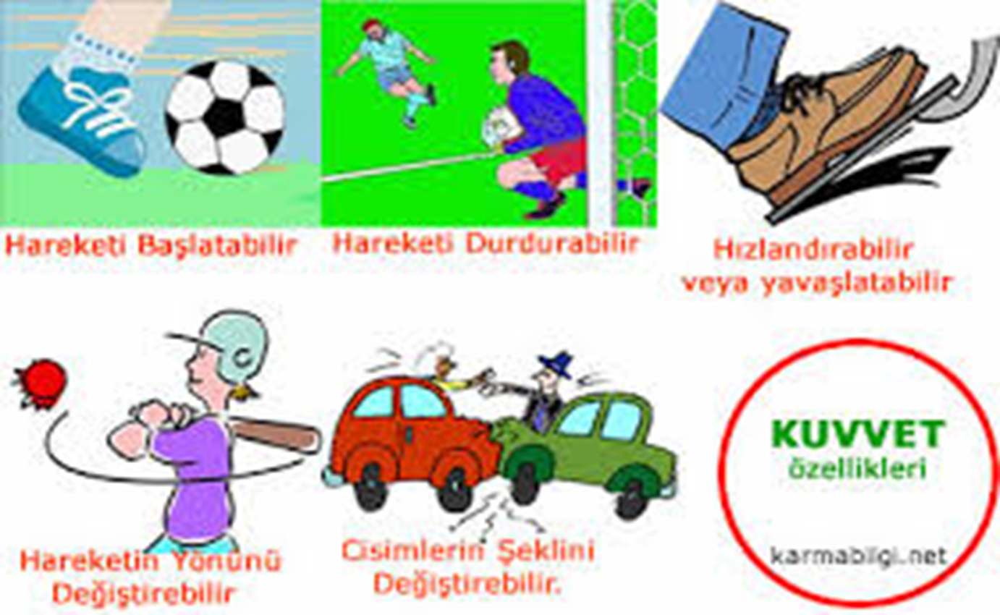 Hareketi Başlatabilir
Hareketi Durdurabilir
Hızlandırabilir
veya yavaşlatabilir
Hareketin Yönünü
Değiştirebilir
Cisimlerin Şeklini
Değiştirebilir.
KUVVET
özellikleri
karmabilgi.net